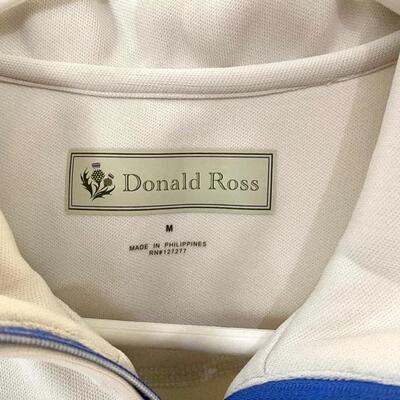 Donald Ross
M
MADE IN PHILIPPINES
RN#127277